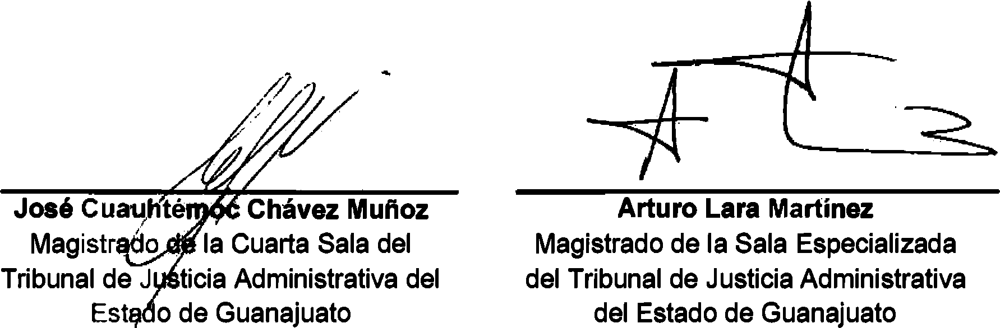 José Cuauhtémoc Chávez Muñoz
Magistrado de la Cuarta Sala del
Tribunal de Justicia Administrativa del
Estado de Guanajuato
Arturo Lara Martínez
Magistrado de la Sala Especializada
del Tribunal de Justicia Administrativa
del Estado de Guanajuato